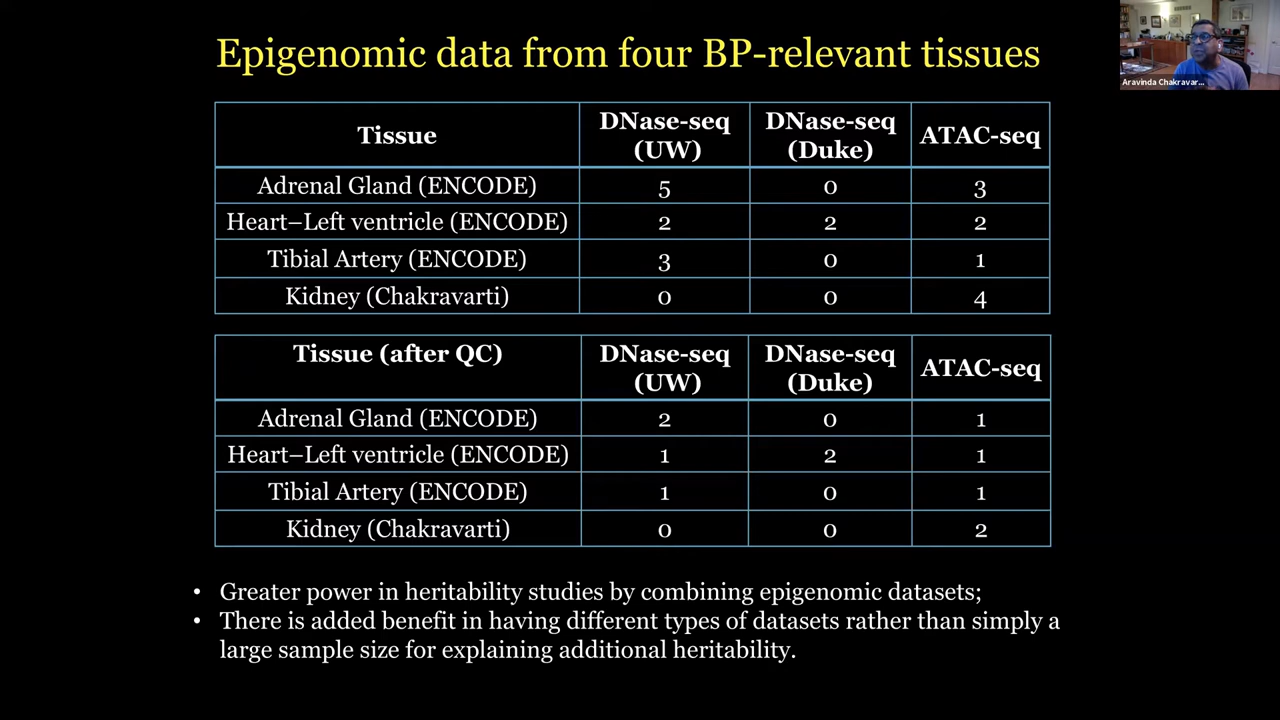 Epigenomic data from four BP-relevant tissues
Aravinda Chakravar...
Tissue DNase-seq (UW) DNase-seq (Duke) ATAC-seq
Adrenal Gland (ENCODE) 5 0 3
Heart–Left ventricle (ENCODE) 2 2 2
Tibial Artery (ENCODE) 3 0 1
Kidney (Chakravarti) 0 0 4
Tissue (after QC) DNase-seq (UW) DNase-seq (Duke) ATAC-seq
Adrenal Gland (ENCODE) 2 0 1
Heart–Left ventricle (ENCODE) 1 2 1
Tibial Artery (ENCODE) 1 0 1
Kidney (Chakravarti) 0 0 2
• Greater power in heritability studies by combining epigenomic datasets;
• There is added benefit in having different types of datasets rather than simply a
large sample size for explaining additional heritability.